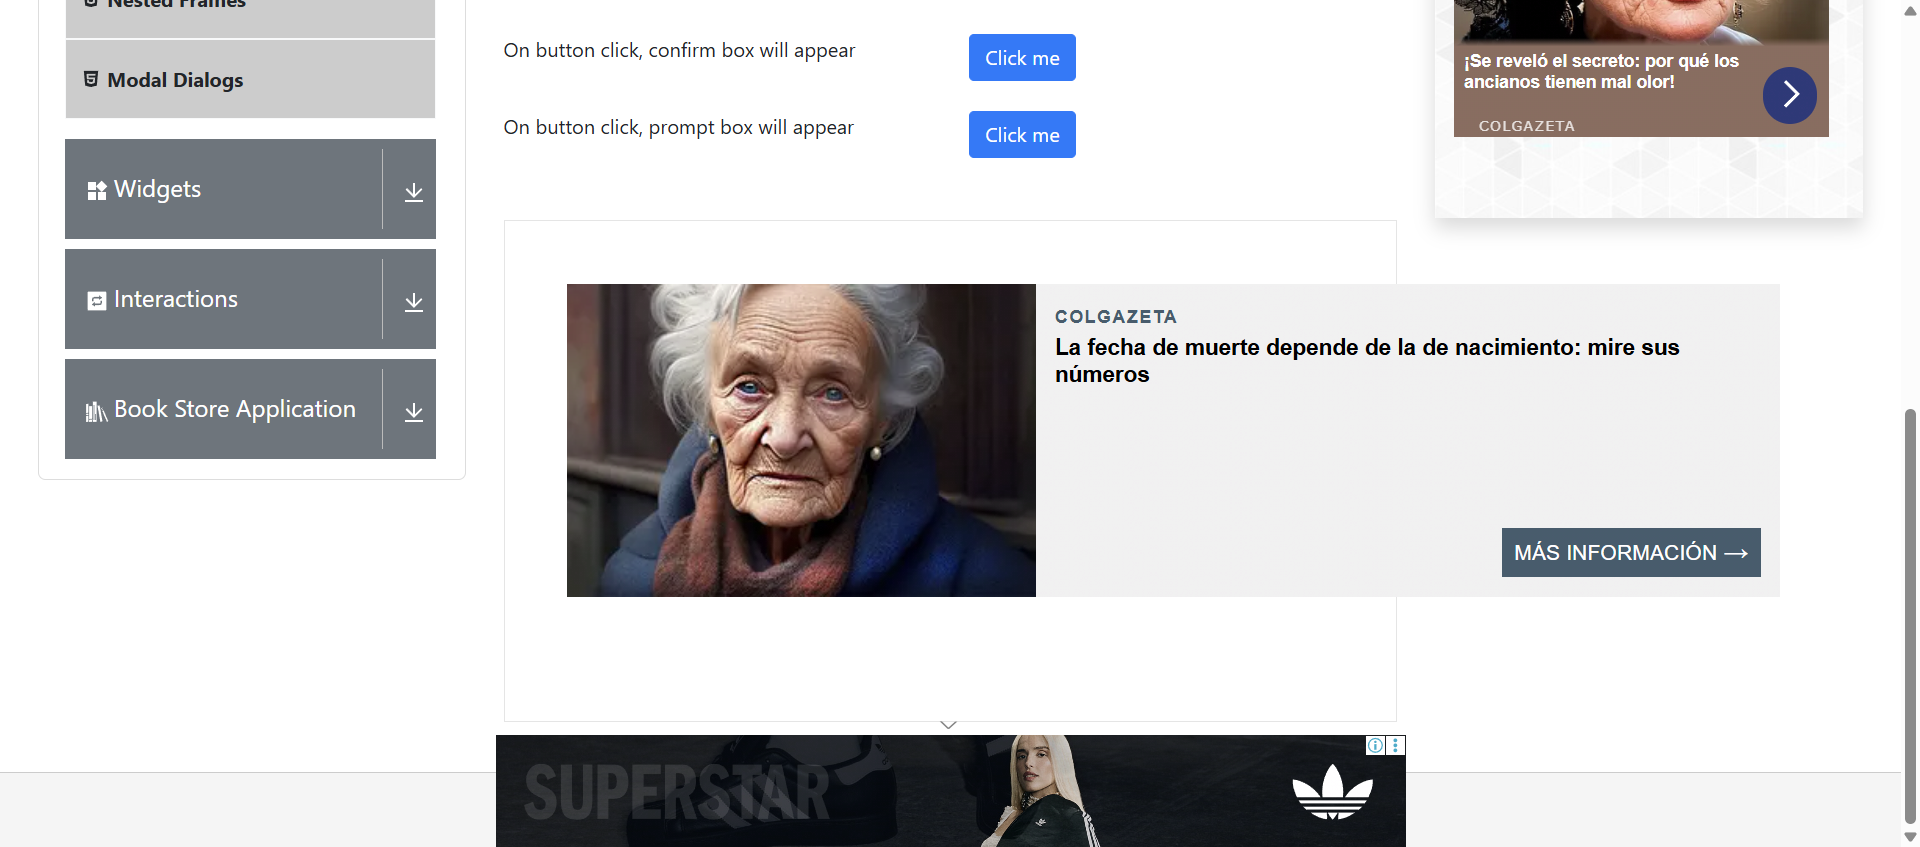 Nested Frames
Modal Dialogs
Widgets
Interactions
Book Store Application
On button click, confirm box will appear
Click me
On button click, prompt box will appear
Click me
¡Se reveló el secreto: por qué los
ancianos tienen mal olor!
COLGAZETA
COLGAZETA
La fecha de muerte depende de la de nacimiento: mire sus
números
MÁS INFORMACIÓN →
SUPERSTAR